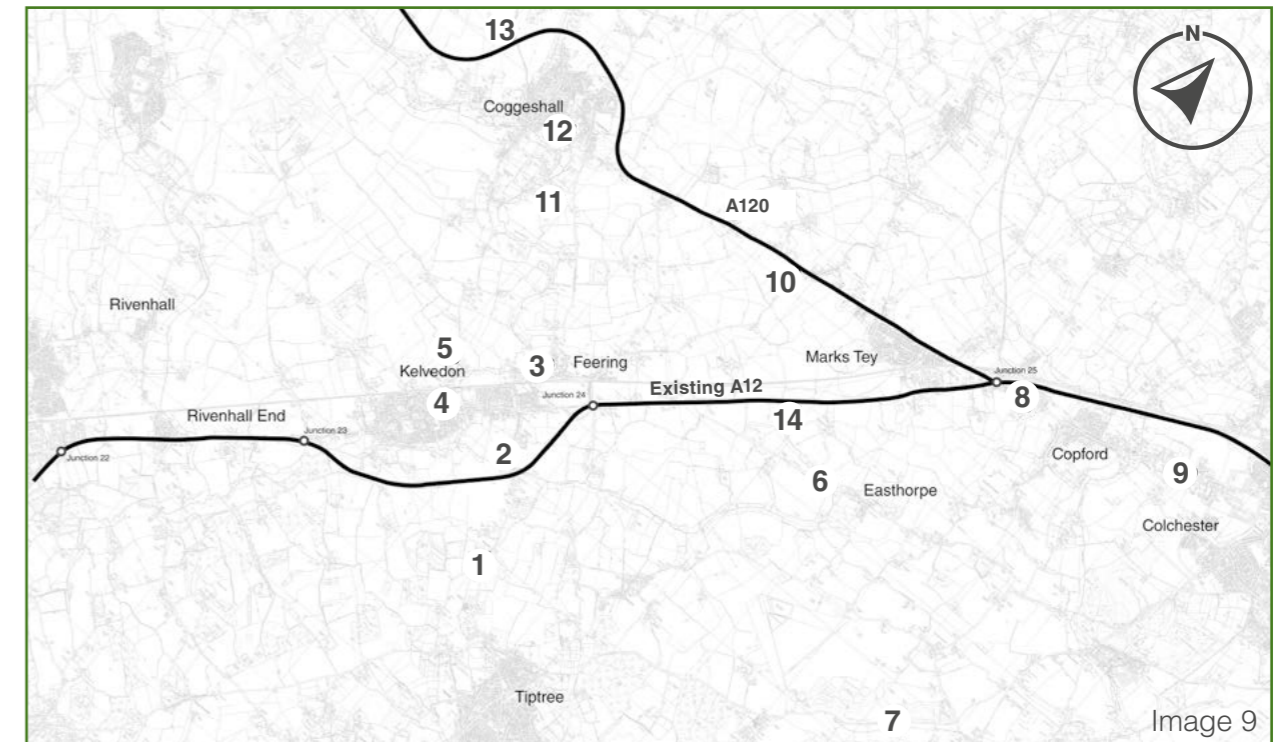 13
N
Coggeshall
12
11
A120
10
Rivenhall
5
Kelvedon
3
Feering
Marks Tey
Junction 25
4
Junction 24
Existing A12
8
Rivenhall End
14
Junction 23
Junction 22
2
Copford
6
Easthorpe
9
Colchester
1
Tiptree
7
Image 9